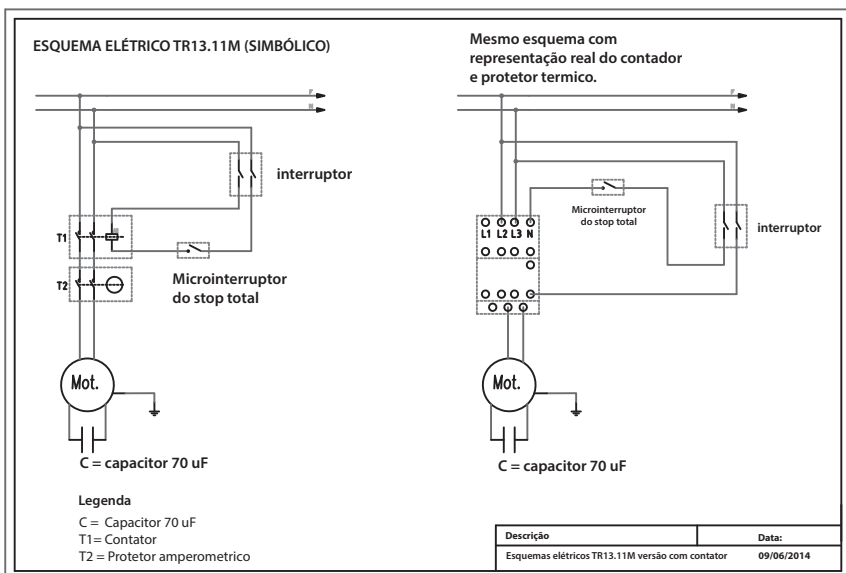 ESQUEMA ELÉTRICO TR13.11M (SIMBÓLICO)
F
N
interruptor
T1
Microinterruptor
do stop total
T2
Mot.
C = capacitor 70 uF
Legenda
C = Capacitor 70 uF
T1= Contator
T2 = Protetor amperometrico
Mesmo esquema com
representação real do contador
e protetor termico.
F
N
Microinterruptor
do stop total
L1 L2 L3 N
interruptor
Mot.
C = capacitor 70 uF
Descrição
Data:
Esquemas elétricos TR13.11M versão com contator
09/06/2014